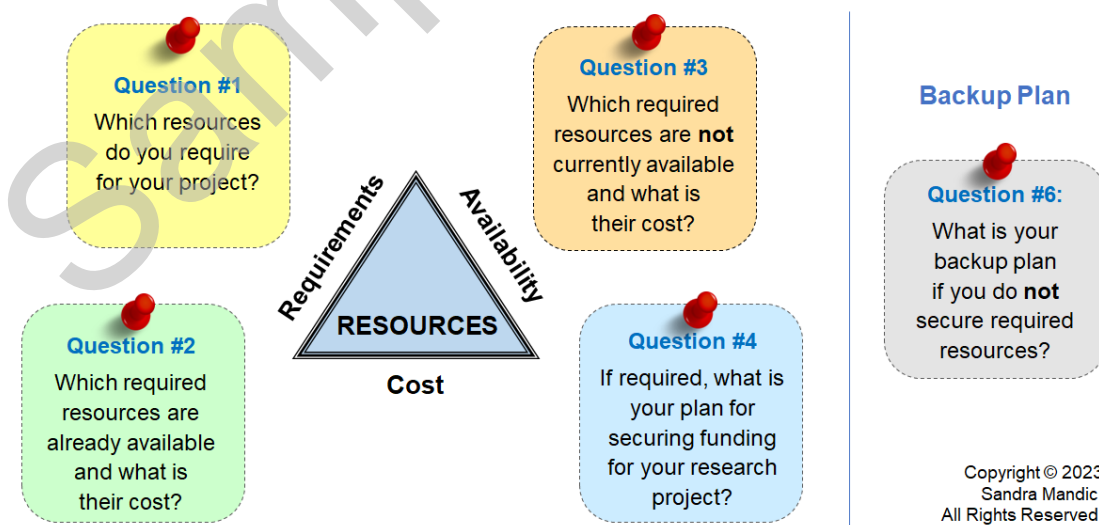 Question #1
Which resources
do you require
for your project?
Question #2
Which required
resources are
already available
and what is
their cost?
Requirements
Availability
RESOURCES
Cost
Question #3
Which required
resources are not
currently available
and what is
their cost?
Question #4
If required, what is
your plan for
securing funding
for your research
project?
Backup Plan
Question #6:
What is your
backup plan
if you do not
secure required
resources?
Copyright © 2023
Sandra Mandic
All Rights Reserved